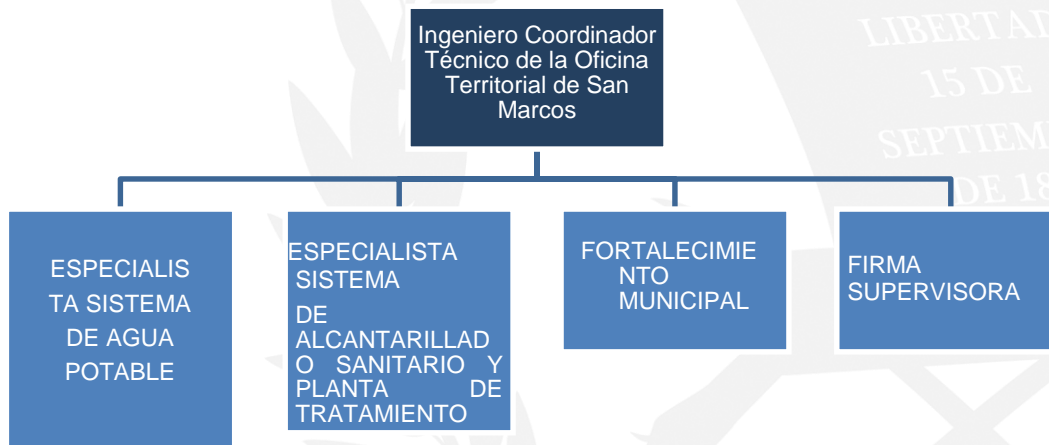 Ingeniero Coordinador
Técnico de la Oficina
Territorial de San
Marcos
ESPECIALIS
TA SISTEMA
DE AGUA
POTABLE
ESPECIALISTA
SISTEMA
DE
ALCANTARILLAD
O SANITARIO Y
PLANTA DE
TRATAMIENTO
FORTALECIMIE
NTO
MUNICIPAL
FIRMA
SUPERVISORA
LIBERTAD
15 DE
SEPTIEM
DE 18